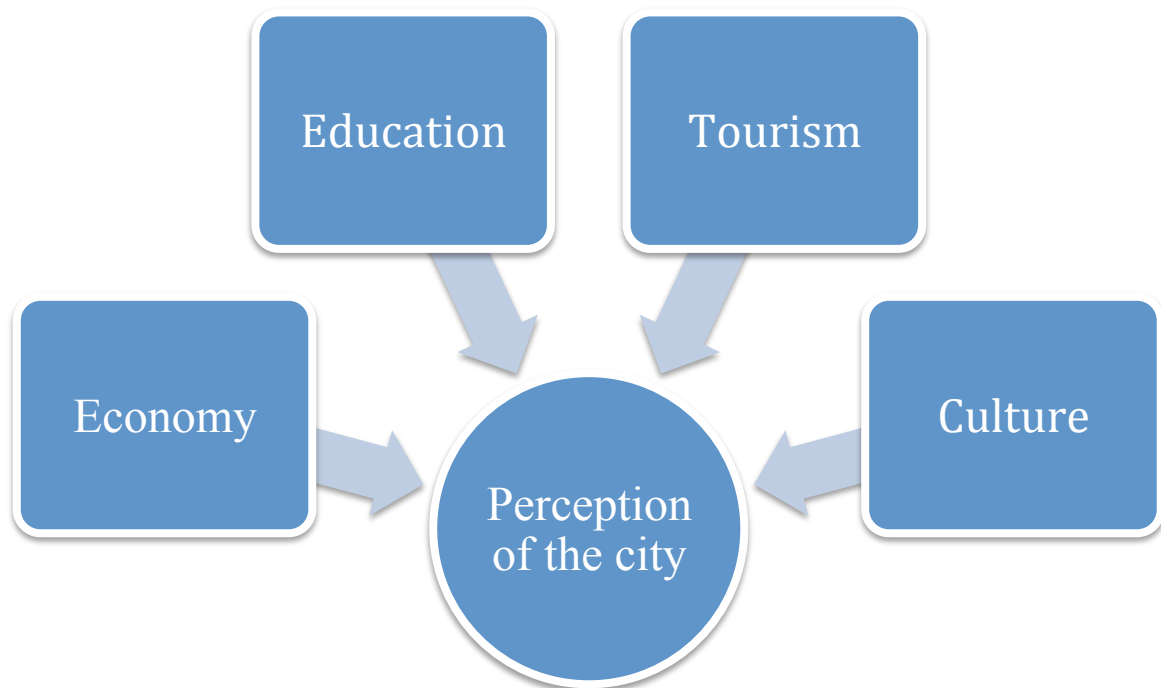 Education
Tourism
Economy
Culture
Perception
of the city